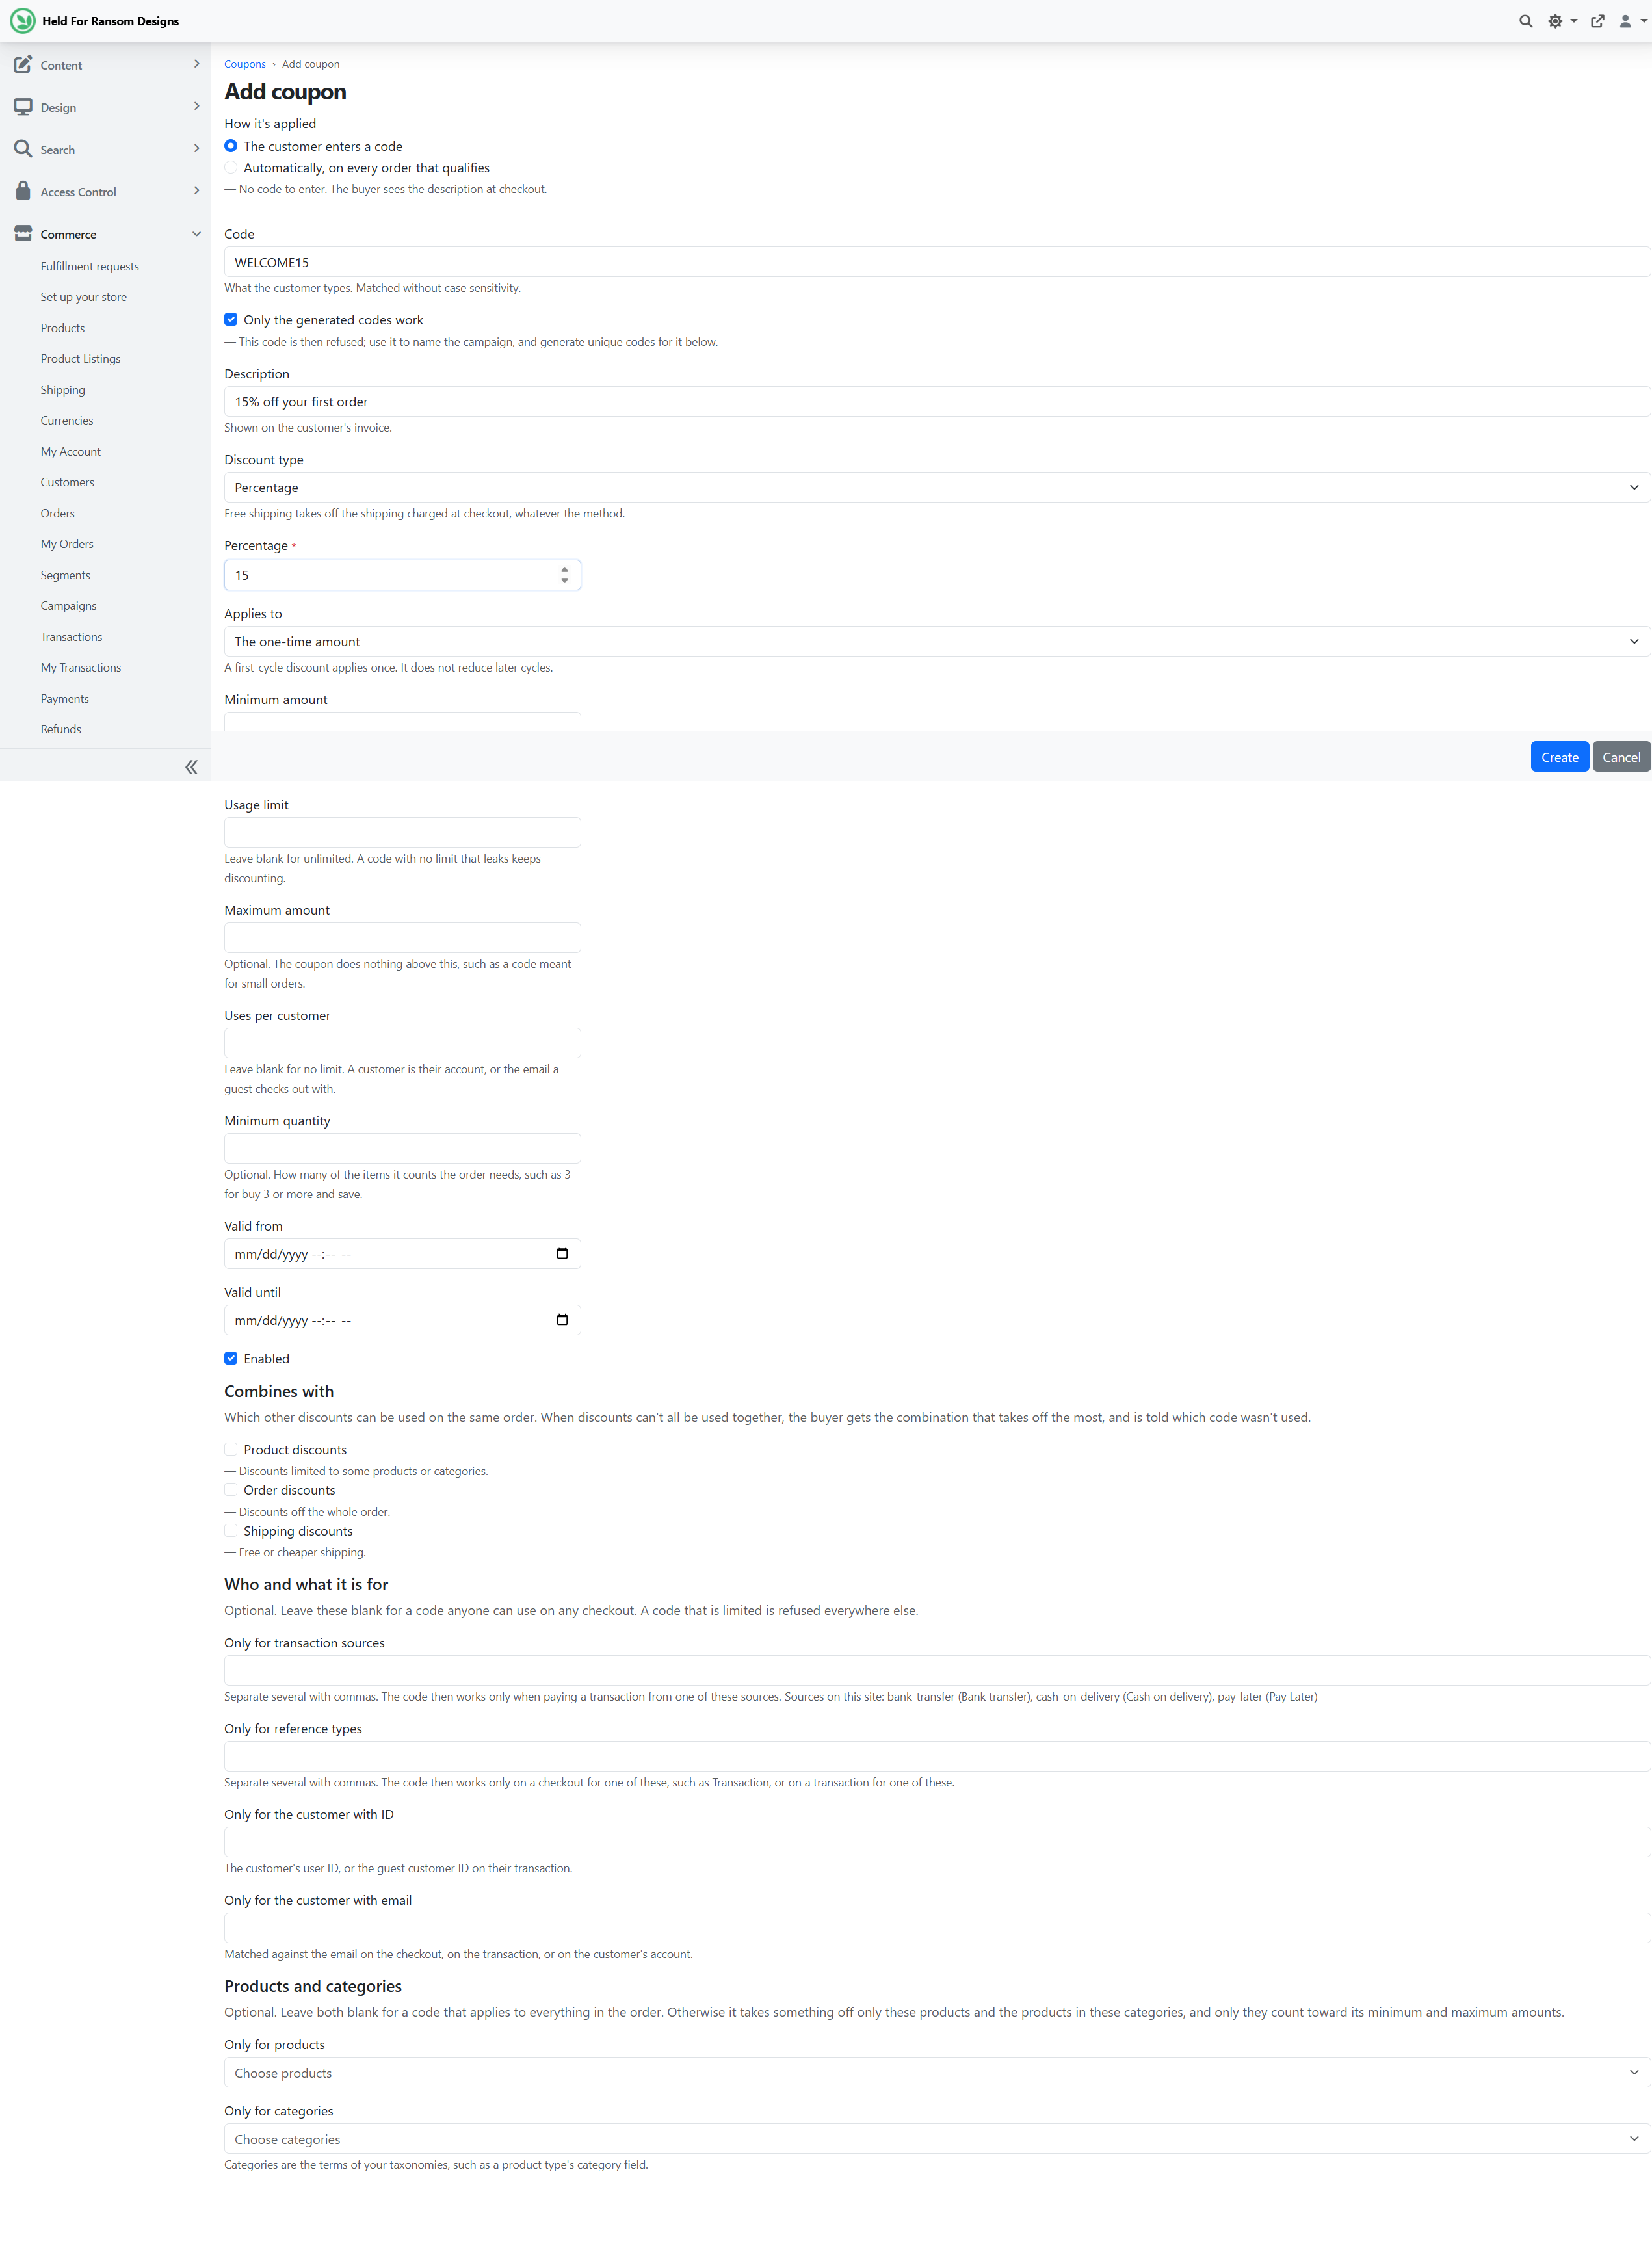 Held For Ransom Designs
Content
Design
Search
Access Control
Commerce
Fulfillment requests
Set up your store
Products
Product Listings
Shipping
Currencies
My Account
Customers
Orders
My Orders
Segments
Campaigns
Transactions
My Transactions
Payments
Refunds
Coupons › Add coupon
Add coupon
How it's applied
The customer enters a code
Automatically, on every order that qualifies
— No code to enter. The buyer sees the description at checkout.
Code
WELCOME15
What the customer types. Matched without case sensitivity.
Only the generated codes work
— This code is then refused; use it to name the campaign, and generate unique codes for it below.
Description
15% off your first order
Shown on the customer's invoice.
Discount type
Percentage
Free shipping takes off the shipping charged at checkout, whatever the method.
Percentage *
15
Applies to
The one-time amount
A first-cycle discount applies once. It does not reduce later cycles.
Minimum amount
Create Cancel
Usage limit
Leave blank for unlimited. A code with no limit that leaks keeps
discounting.
Maximum amount
Optional. The coupon does nothing above this, such as a code meant
for small orders.
Uses per customer
Leave blank for no limit. A customer is their account, or the email a
guest checks out with.
Minimum quantity
Optional. How many of the items it counts the order needs, such as 3
for buy 3 or more and save.
Valid from
mm/dd/yyyy --:-- --
Valid until
mm/dd/yyyy --:-- --
Enabled
Combines with
Which other discounts can be used on the same order. When discounts can't all be used together, the buyer gets the combination that takes off the most, and is told which code wasn't used.
Product discounts
— Discounts limited to some products or categories.
Order discounts
— Discounts off the whole order.
Shipping discounts
— Free or cheaper shipping.
Who and what it is for
Optional. Leave these blank for a code anyone can use on any checkout. A code that is limited is refused everywhere else.
Only for transaction sources
Separate several with commas. The code then works only when paying a transaction from one of these sources. Sources on this site: bank-transfer (Bank transfer), cash-on-delivery (Cash on delivery), pay-later (Pay Later)
Only for reference types
Separate several with commas. The code then works only on a checkout for one of these, such as Transaction, or on a transaction for one of these.
Only for the customer with ID
The customer's user ID, or the guest customer ID on their transaction.
Only for the customer with email
Matched against the email on the checkout, on the transaction, or on the customer's account.
Products and categories
Optional. Leave both blank for a code that applies to everything in the order. Otherwise it takes something off only these products and the products in these categories, and only they count toward its minimum and maximum amounts.
Only for products
Choose products
Only for categories
Choose categories
Categories are the terms of your taxonomies, such as a product type's category field.